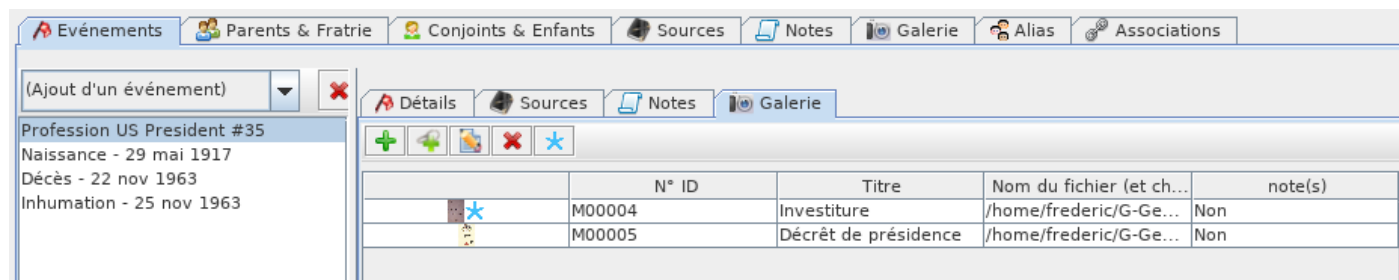 Evénements Parents & Fratrie Conjoints & Enfants Sources Notes Galerie Alias Associations
(Ajout d'un événement)
Profession US President #35
Naissance - 29 mai 1917
Décès - 22 nov 1963
Inhumation - 25 nov 1963
Détails Sources Notes Galerie
N° ID Titre Nom du fichier (et ch... note(s)
M00004 Investiture /home/frederic/G-Ge... Non
M00005 Décrêt de présidence /home/frederic/G-Ge... Non